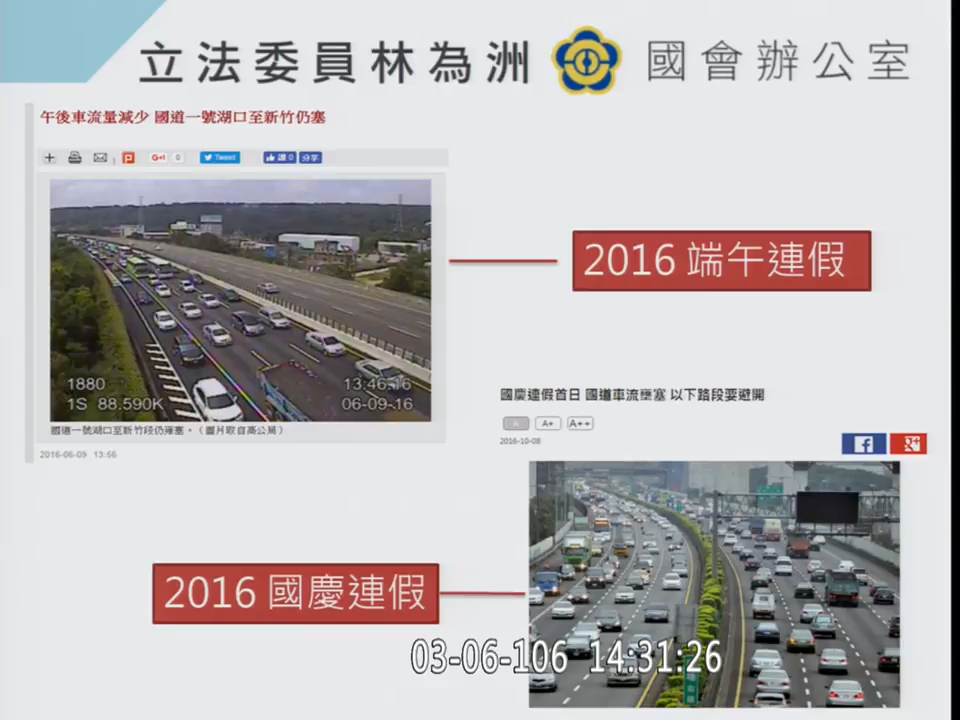 立法委員林為洲 國會辦公室
午後車流量減少 國道一號湖口至新竹仍塞
G+1 0 Tweet 讚 0 分享
1880
1S 88.590K
13:46:16
06-09-16
國道一號湖口至新竹段仍壅塞。(圖片取自高公局)
2016-06-09 13:56
2016 端午連假
國慶連假首日 國道車流壅塞 以下路段要避開
A A+ A++
2016-10-08
2016 國慶連假
03-06-106 14:31:26